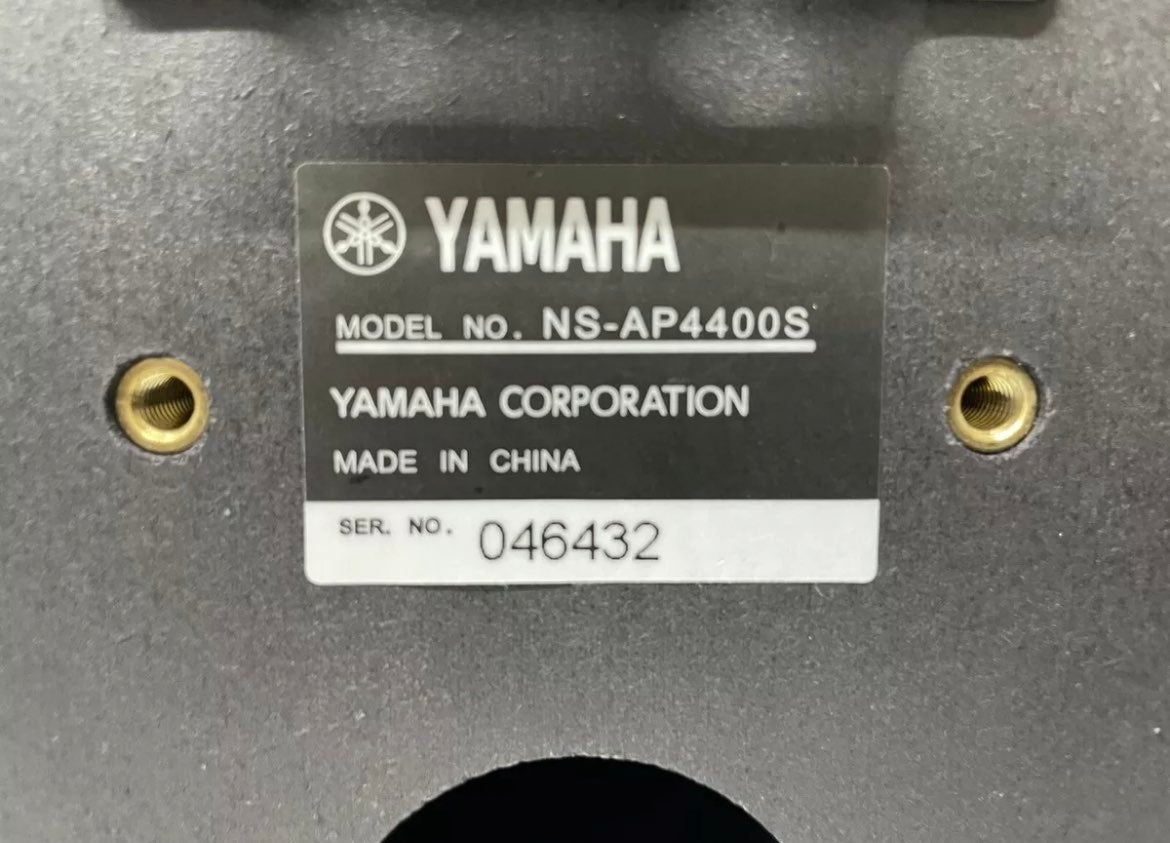 YAMAHA
MODEL NO. NS-AP4400S
YAMAHA CORPORATION
MADE IN CHINA
SER. NO. 046432